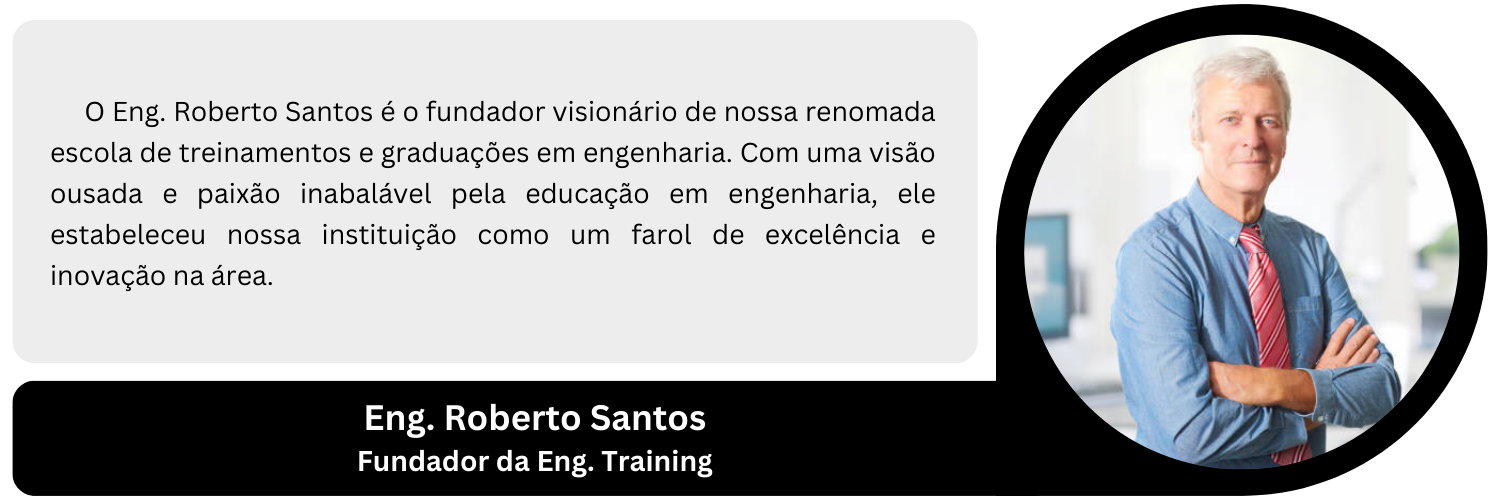 O Eng. Roberto Santos é o fundador visionário de nossa renomada
escola de treinamentos e graduações em engenharia. Com uma visão
ousada e paixão inabalável pela educação em engenharia, ele
estabeleceu nossa instituição como um farol de excelência e
inovação na área.
Eng. Roberto Santos
Fundador da Eng. Training